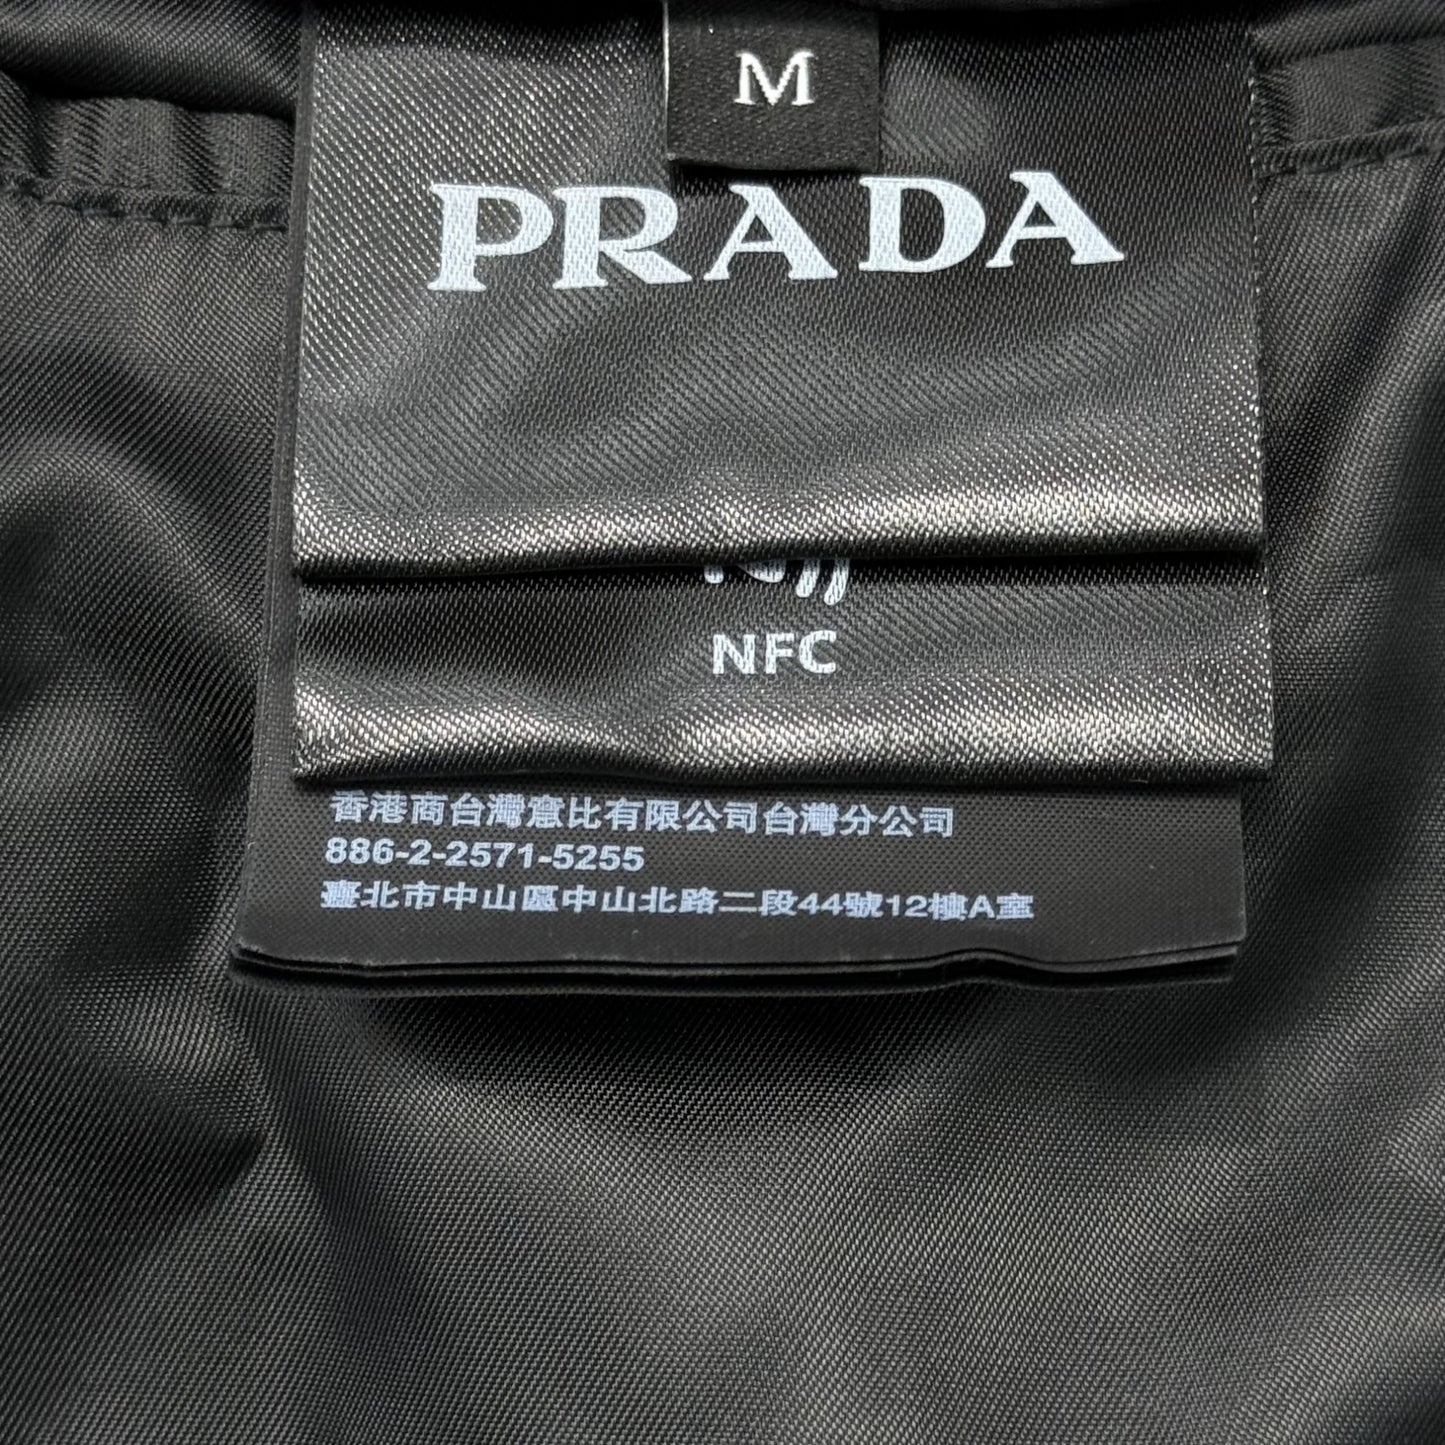 M
PRADA
NFC
香港商台灣意比有限公司台灣分公司
886-2-2571-5255
臺北市中山區中山北路二段44號12樓A室